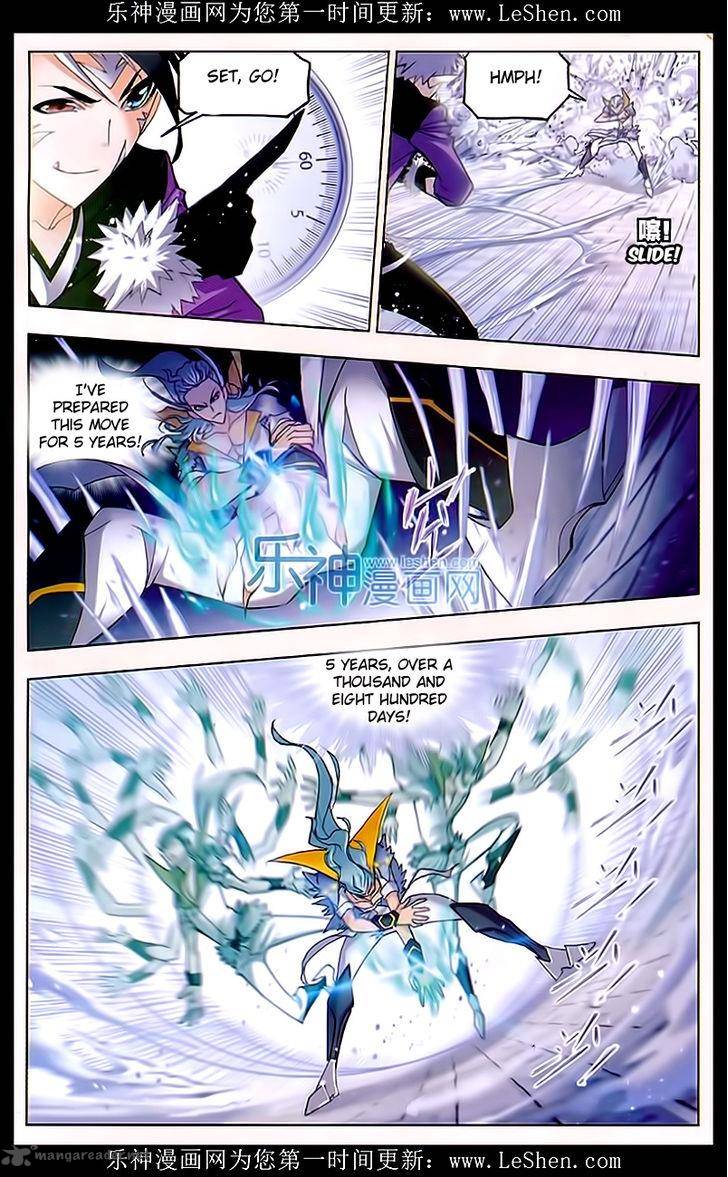 乐神漫画网为您第一时间更新：www.LeShen.com
SET, GO!
60
5
10
HMPH!
嚓!
SLIDE!
I'VE
PREPARED
THIS MOVE
FOR 5 YEARS!
乐神漫画网
www.leshen.com
5 YEARS, OVER A
THOUSAND AND
EIGHT HUNDRED
DAYS!
mangareader.net
乐神漫画网为您第一时间更新：www.LeShen.com